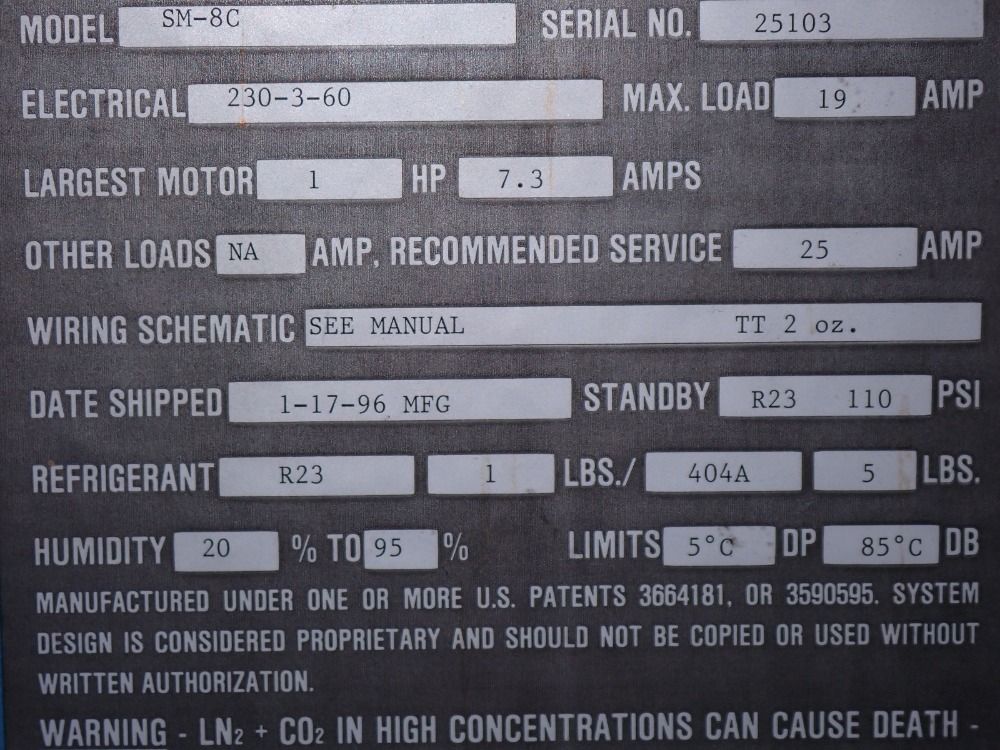 MODEL SM-8C SERIAL NO. 25103
ELECTRICAL 230-3-60 MAX. LOAD 19 AMP
LARGEST MOTOR 1 HP 7.3 AMPS
OTHER LOADS NA AMP, RECOMMENDED SERVICE 25 AMP
WIRING SCHEMATIC SEE MANUAL TT 2 oz.
DATE SHIPPED 1-17-96 MFG STANDBY R23 110 PSI
REFRIGERANT R23 1 LBS./ 404A 5 LBS.
HUMIDITY 20 % TO 95 % LIMITS 5°C DP 85°C DB
MANUFACTURED UNDER ONE OR MORE U.S. PATENTS 3664181, OR 3590595. SYSTEM
DESIGN IS CONSIDERED PROPRIETARY AND SHOULD NOT BE COPIED OR USED WITHOUT
WRITTEN AUTHORIZATION.
WARNING - LN₂ + CO₂ IN HIGH CONCENTRATIONS CAN CAUSE DEATH -